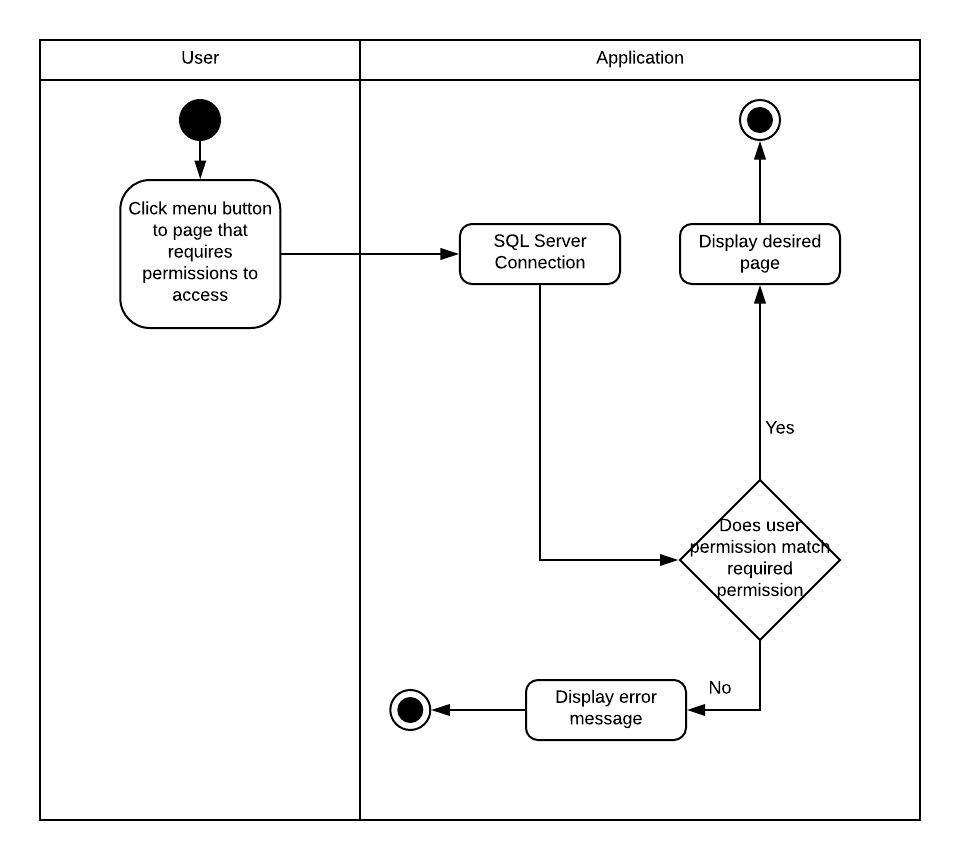 User
Application
Click menu button
to page that
requires
permissions to
access
SQL Server
Connection
Display desired
page
Yes
Does user
permission match
required
permission
No
Display error
message